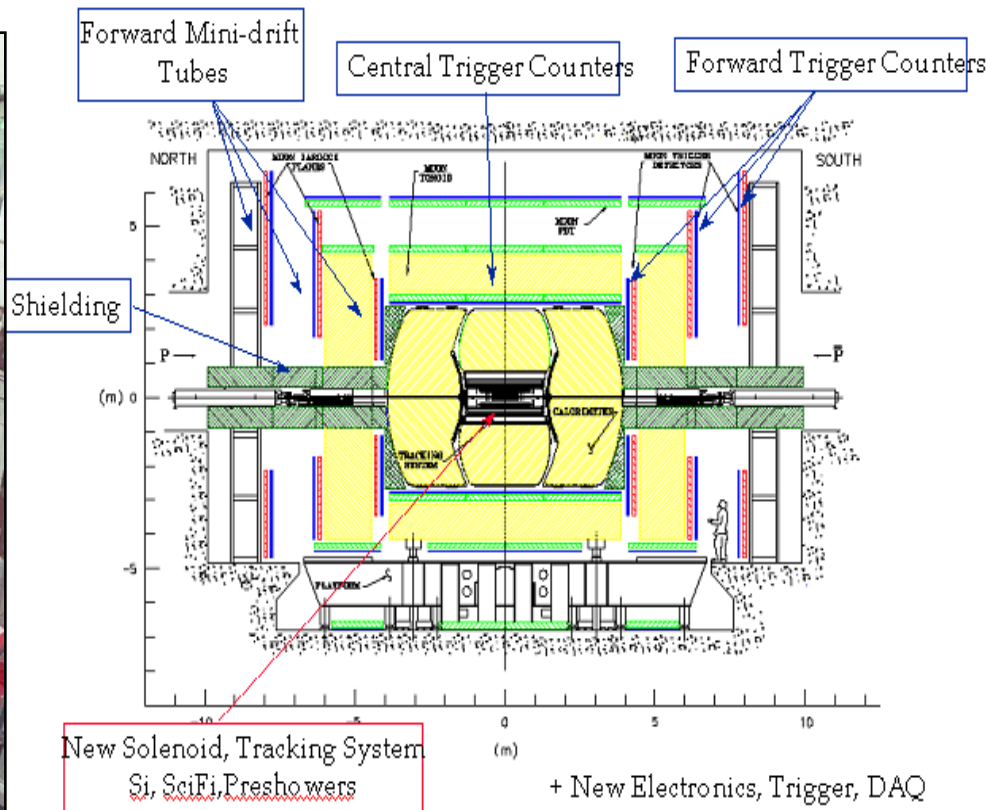 Forward Mini-drift
Tubes
Central Trigger Counters
Forward Trigger Counters
NORTH
MUON IAROCCI
PLANES
MUON
TOROID
MUON TRIGGER
DETECTORS
SOUTH
MUON
PDT
5
Shielding
P →
← P̄
(m) 0
CALORIMETER
TRACKING
SYSTEM
-5
PLATFORM
-10
-5
0
5
10
(m)
New Solenoid, Tracking System
Si, SciFi,Preshowers
+ New Electronics, Trigger, DAQ